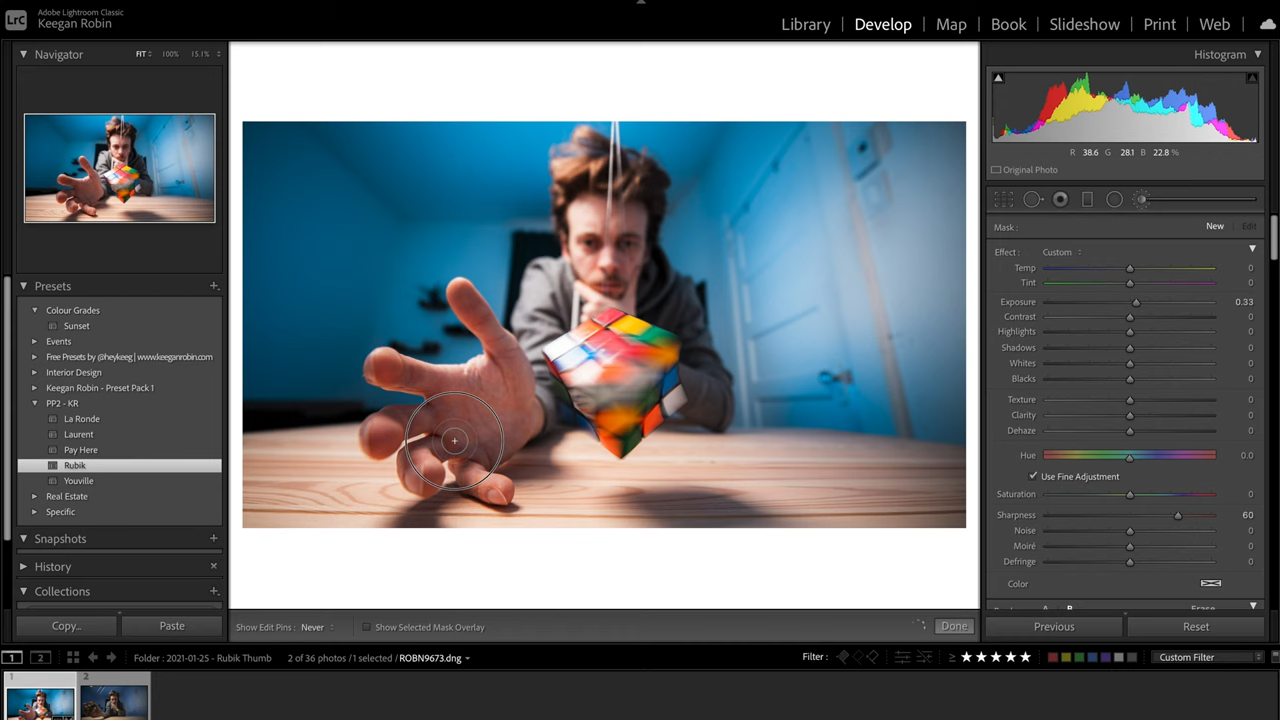 LrC
Adobe Lightroom Classic
Keegan Robin
Library | Develop | Map | Book | Slideshow | Print | Web
Navigator FIT 100% 15.1%
Presets
Colour Grades
Sunset
Events
Free Presets by @heykeeg | www.keeganrobin.com
Interior Design
Keegan Robin - Preset Pack 1
PP2 - KR
La Ronde
Laurent
Pay Here
Rubik
Youville
Real Estate
Specific
Snapshots
History
Collections
Copy... Paste
Show Edit Pins : Never Show Selected Mask Overlay Done
Histogram
R 38.6 G 28.1 B 22.8 %
Original Photo
Mask : New Edit
Effect : Custom
Temp 0
Tint 0
Exposure 0.33
Contrast 0
Highlights 0
Shadows 0
Whites 0
Blacks 0
Texture 0
Clarity 0
Dehaze 0
Hue 0.0
Use Fine Adjustment
Saturation 0
Sharpness 60
Noise 0
Moiré 0
Defringe 0
Color
A B Erase
Previous Reset
1 2 Folder : 2021-01-25 - Rubik Thumb 2 of 36 photos /1 selected /ROBN9673.dng Filter : ≥ ★★★★★ Custom Filter
1 2